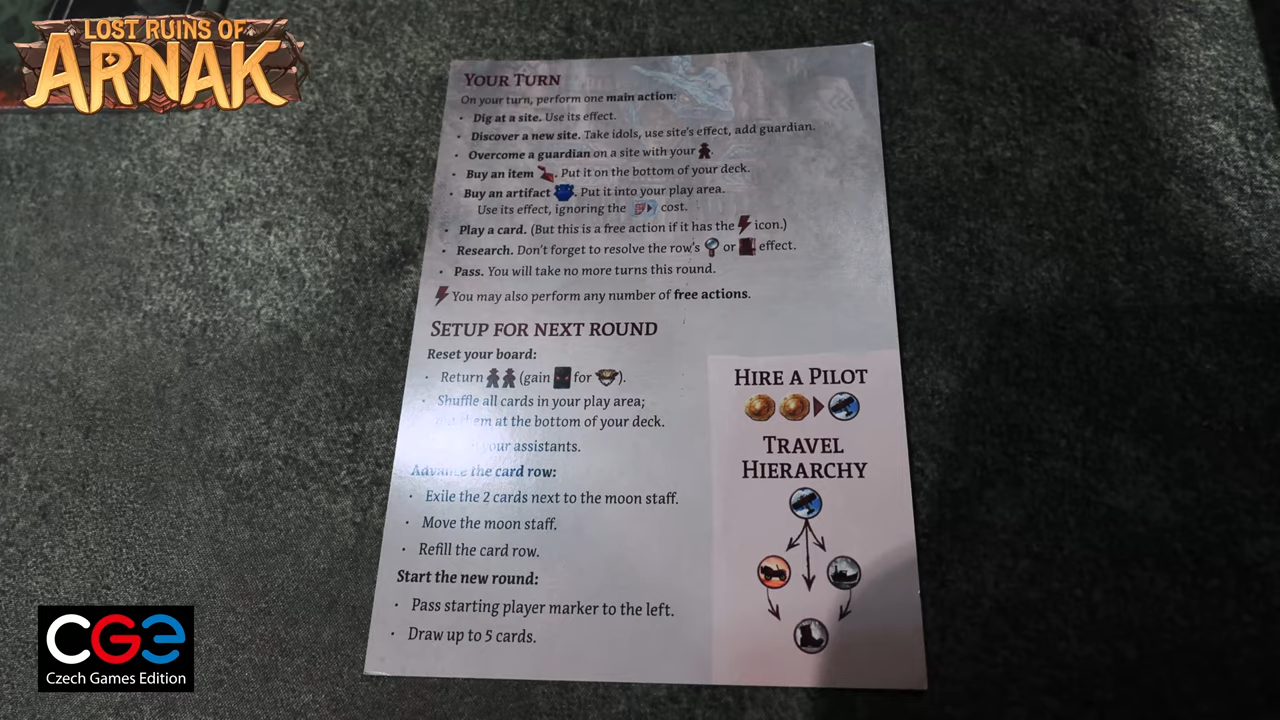 LOST RUINS OF
ARNAK
YOUR TURN
On your turn, perform one main action:
· Dig at a site. Use its effect.
· Discover a new site. Take idols, use site's effect, add guardian.
· Overcome a guardian on a site with your .
· Buy an item . Put it on the bottom of your deck.
· Buy an artifact . Put it into your play area.
Use its effect, ignoring the cost.
· Play a card. (But this is a free action if it has the icon.)
· Research. Don't forget to resolve the row's or effect.
· Pass. You will take no more turns this round.
You may also perform any number of free actions.
SETUP FOR NEXT ROUND
Reset your board:
· Return (gain for ).
· Shuffle all cards in your play area;
them at the bottom of your deck.
your assistants.
Advance the card row:
· Exile the 2 cards next to the moon staff.
· Move the moon staff.
· Refill the card row.
Start the new round:
· Pass starting player marker to the left.
· Draw up to 5 cards.
HIRE A PILOT
TRAVEL
HIERARCHY
CGE
Czech Games Edition